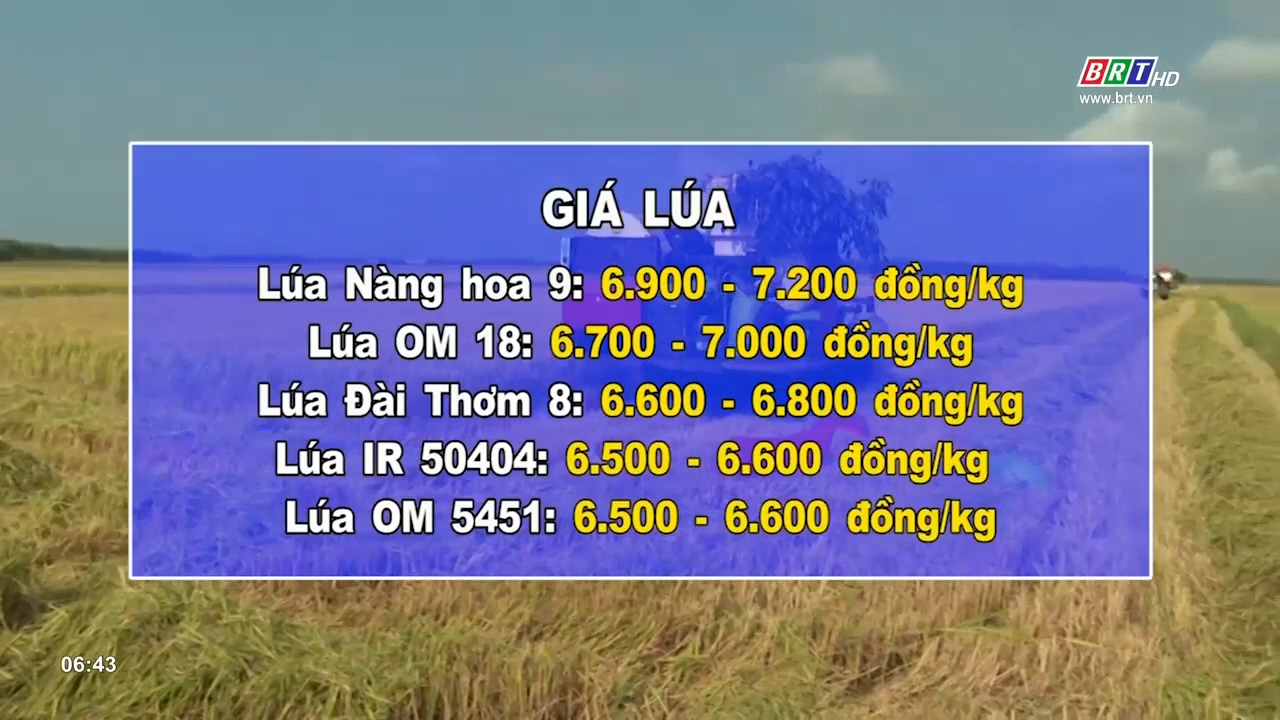 BRT HD
www.brt.vn
GIÁ LÚA
Lúa Nàng hoa 9: 6.900 - 7.200 đồng/kg
Lúa OM 18: 6.700 - 7.000 đồng/kg
Lúa Đài Thơm 8: 6.600 - 6.800 đồng/kg
Lúa IR 50404: 6.500 - 6.600 đồng/kg
Lúa OM 5451: 6.500 - 6.600 đồng/kg
06:43